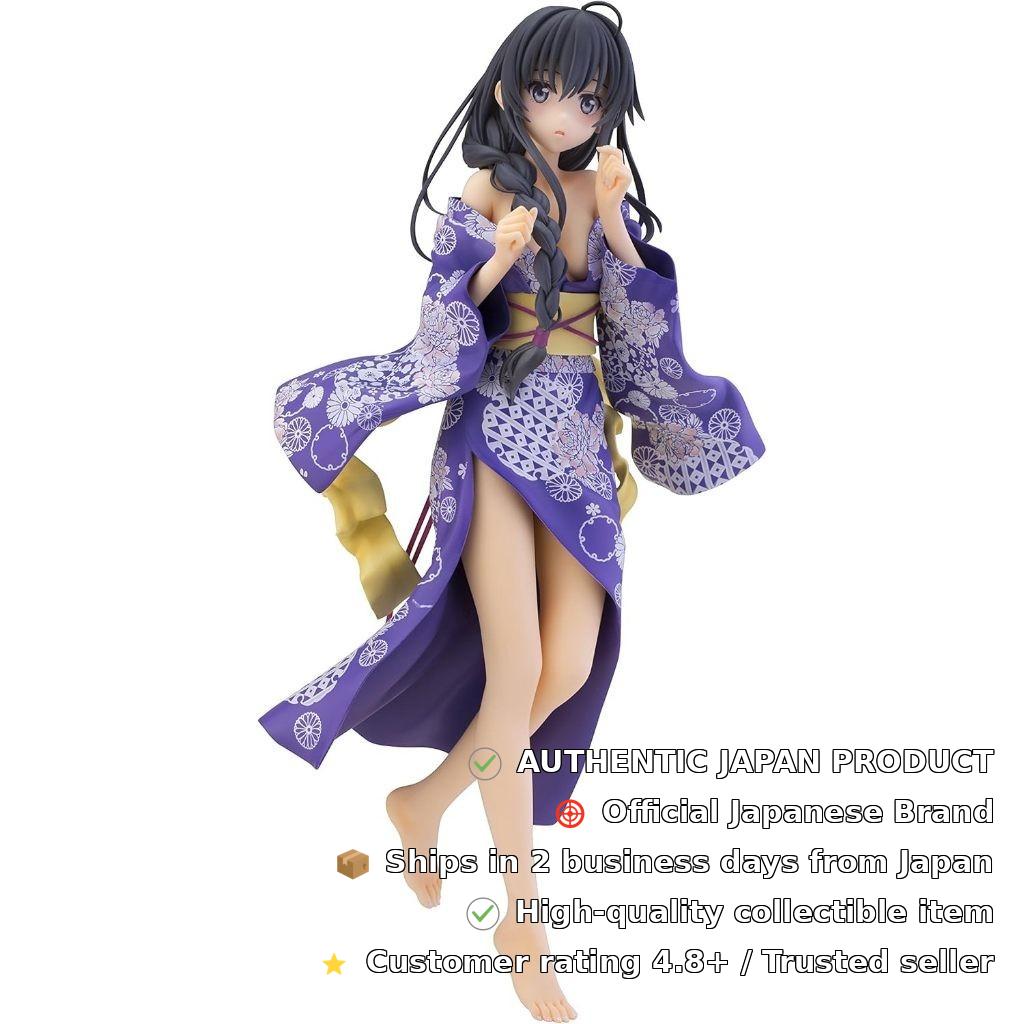 AUTHENTIC JAPAN PRODUCT
Official Japanese Brand
Ships in 2 business days from Japan
High-quality collectible item
Customer rating 4.8+ / Trusted seller